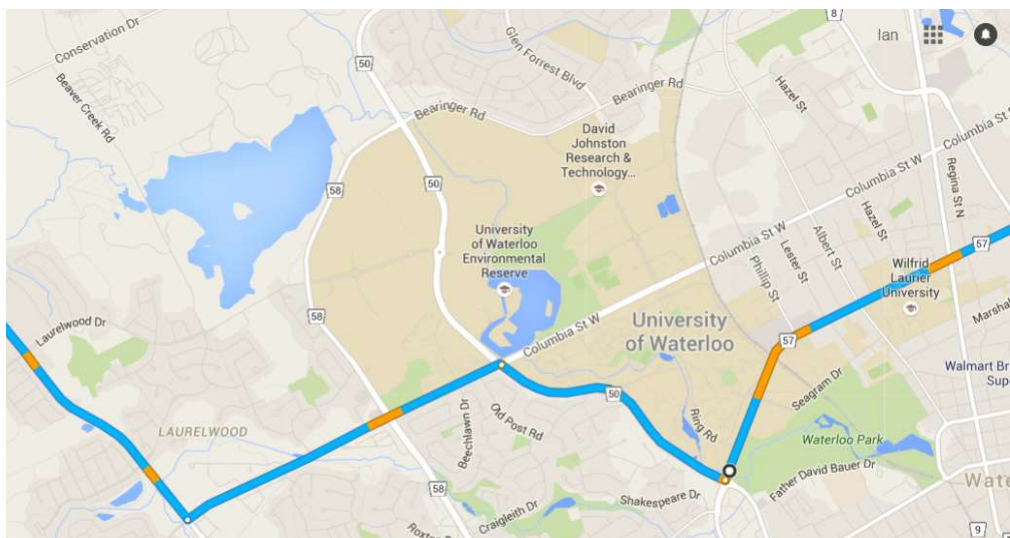 8
Ian
Conservation Dr
50
Glen Forrest Blvd
Beaver Creek Rd
Bearinger Rd
Bearinger Rd
Hazel St
Columbia St W
Columbia St W
David
Johnston
Research &
Technology...
58
50
Regina St N
University
of Waterloo
Environmental
Reserve
Albert St
Hazel St
Lester St
Phillip St
Columbia St W
57
Wilfrid
Laurier
University
Laurelwood Dr
58
Columbia St W
University
of Waterloo
57
Marshal
Seagram Dr
Walmart Br
Supe
50
Beechlawn Dr
Old Post Rd
Ring Rd
LAURELWOOD
Waterloo Park
Father David Bauer Dr
58
Shakespeare Dr
Craigleith Dr
Wate
9